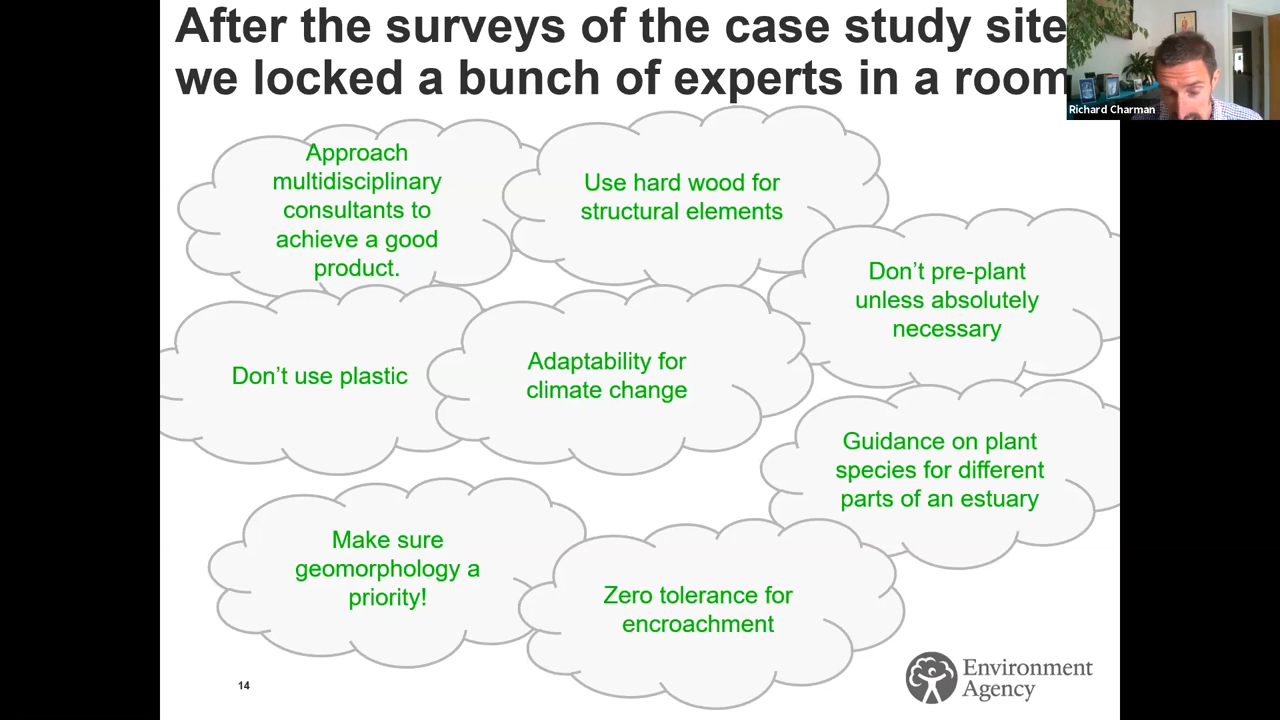 After the surveys of the case study site
we locked a bunch of experts in a room
Richard Charman
Approach
multidisciplinary
consultants to
achieve a good
product.
Use hard wood for
structural elements
Don’t pre-plant
unless absolutely
necessary
Don’t use plastic
Adaptability for
climate change
Guidance on plant
species for different
parts of an estuary
Make sure
geomorphology a
priority!
Zero tolerance for
encroachment
14
Environment
Agency